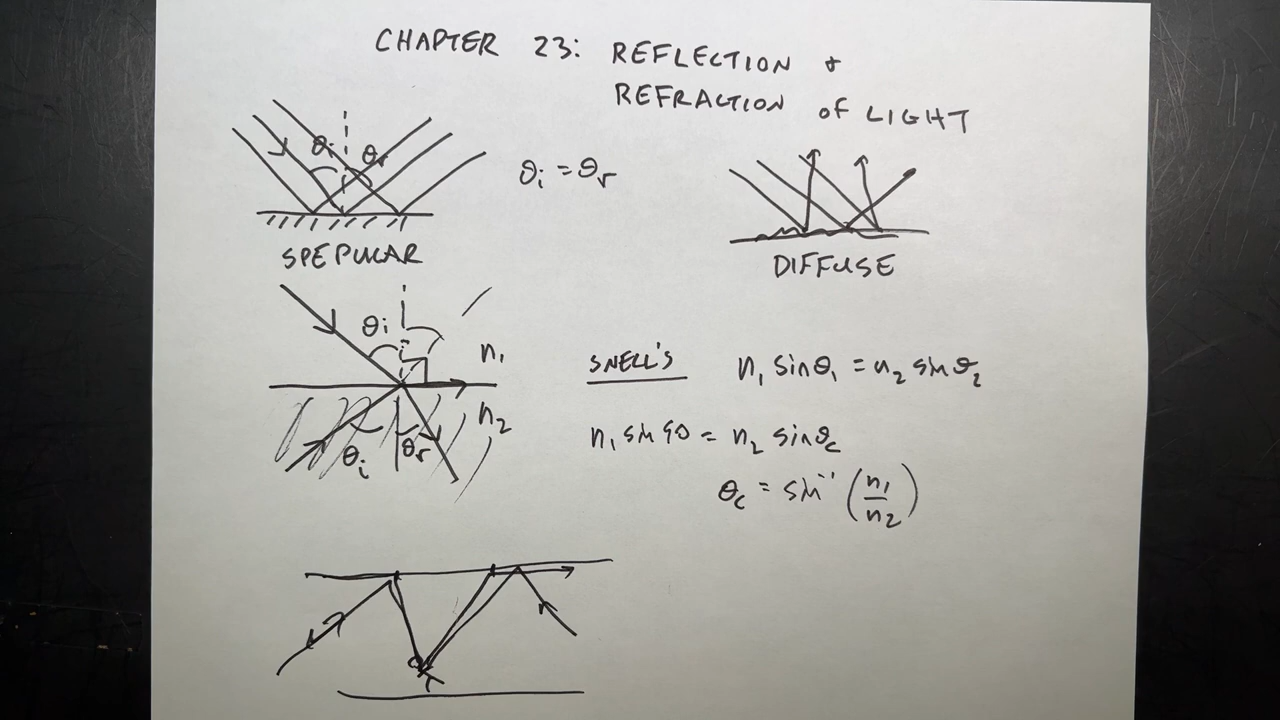 CHAPTER 23: REFLECTION +
REFRACTION of LIGHT
θi θr
θi = θr
SPEPULAR
DIFFUSE
θi
n₁
n₂
θi θr
SNELL'S n₁ sinθ₁ = n₂ sinθ₂
n₁ sin 90 = n₂ sinθc
θc = sin⁻¹ (n₁/n₂)